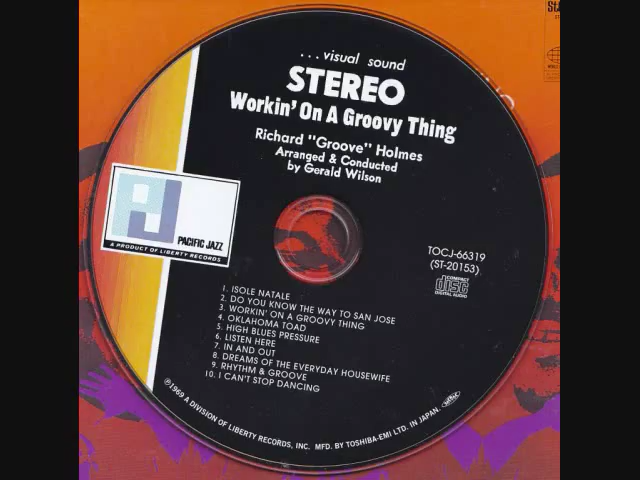 ...visual sound
STEREO
Workin' On A Groovy Thing
Richard "Groove" Holmes
Arranged & Conducted
by Gerald Wilson
PJ
PACIFIC JAZZ
A PRODUCT OF LIBERTY RECORDS
TOCJ-66319
(ST-20153)
COMPACT
disc
DIGITAL AUDIO
1. ISOLE NATALE
2. DO YOU KNOW THE WAY TO SAN JOSE
3. WORKIN' ON A GROOVY THING
4. OKLAHOMA TOAD
5. HIGH BLUES PRESSURE
6. LISTEN HERE
7. IN AND OUT
8. DREAMS OF THE EVERYDAY HOUSEWIFE
9. RHYTHM & GROOVE
10. I CAN'T STOP DANCING
℗1969 A DIVISION OF LIBERTY RECORDS, INC. MFD. BY TOSHIBA-EMI LTD. IN JAPAN.